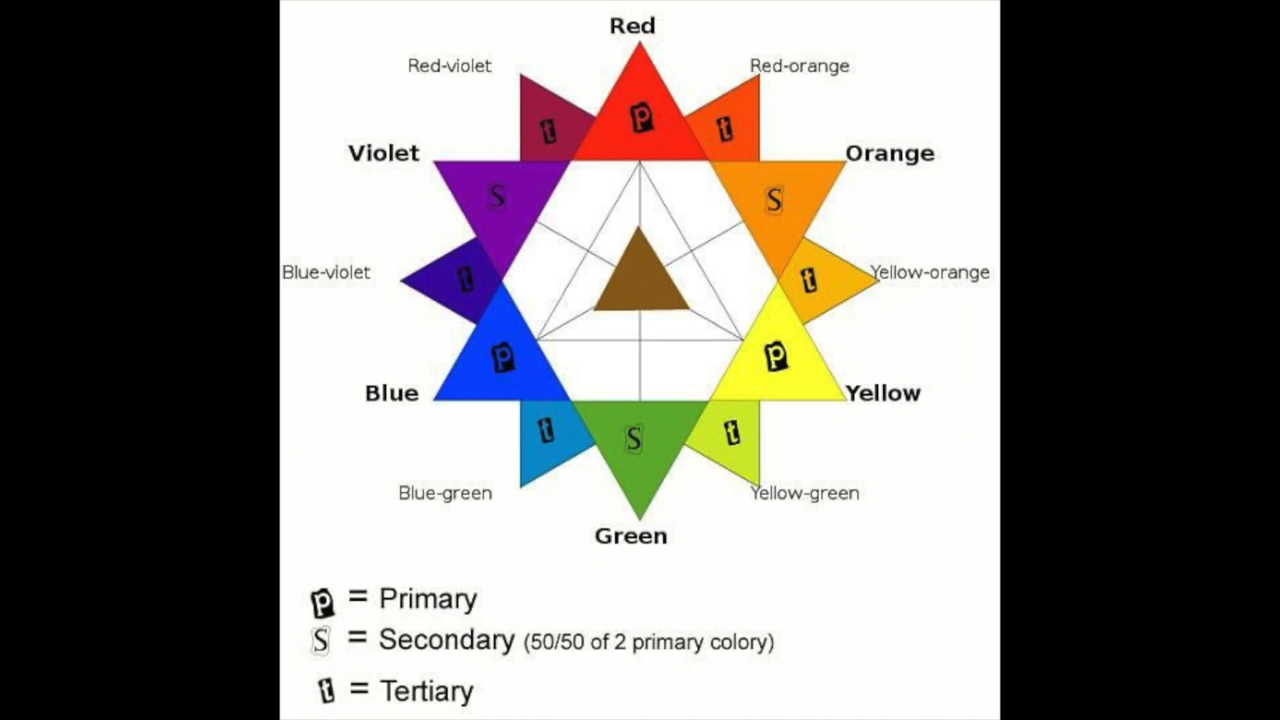 Red
Red-violet
Red-orange
p
t
t
Violet
Orange
S
S
Blue-violet
Yellow-orange
t
t
p
p
Blue
Yellow
t
S
t
Blue-green
Yellow-green
Green
p = Primary
S = Secondary (50/50 of 2 primary colory)
t = Tertiary